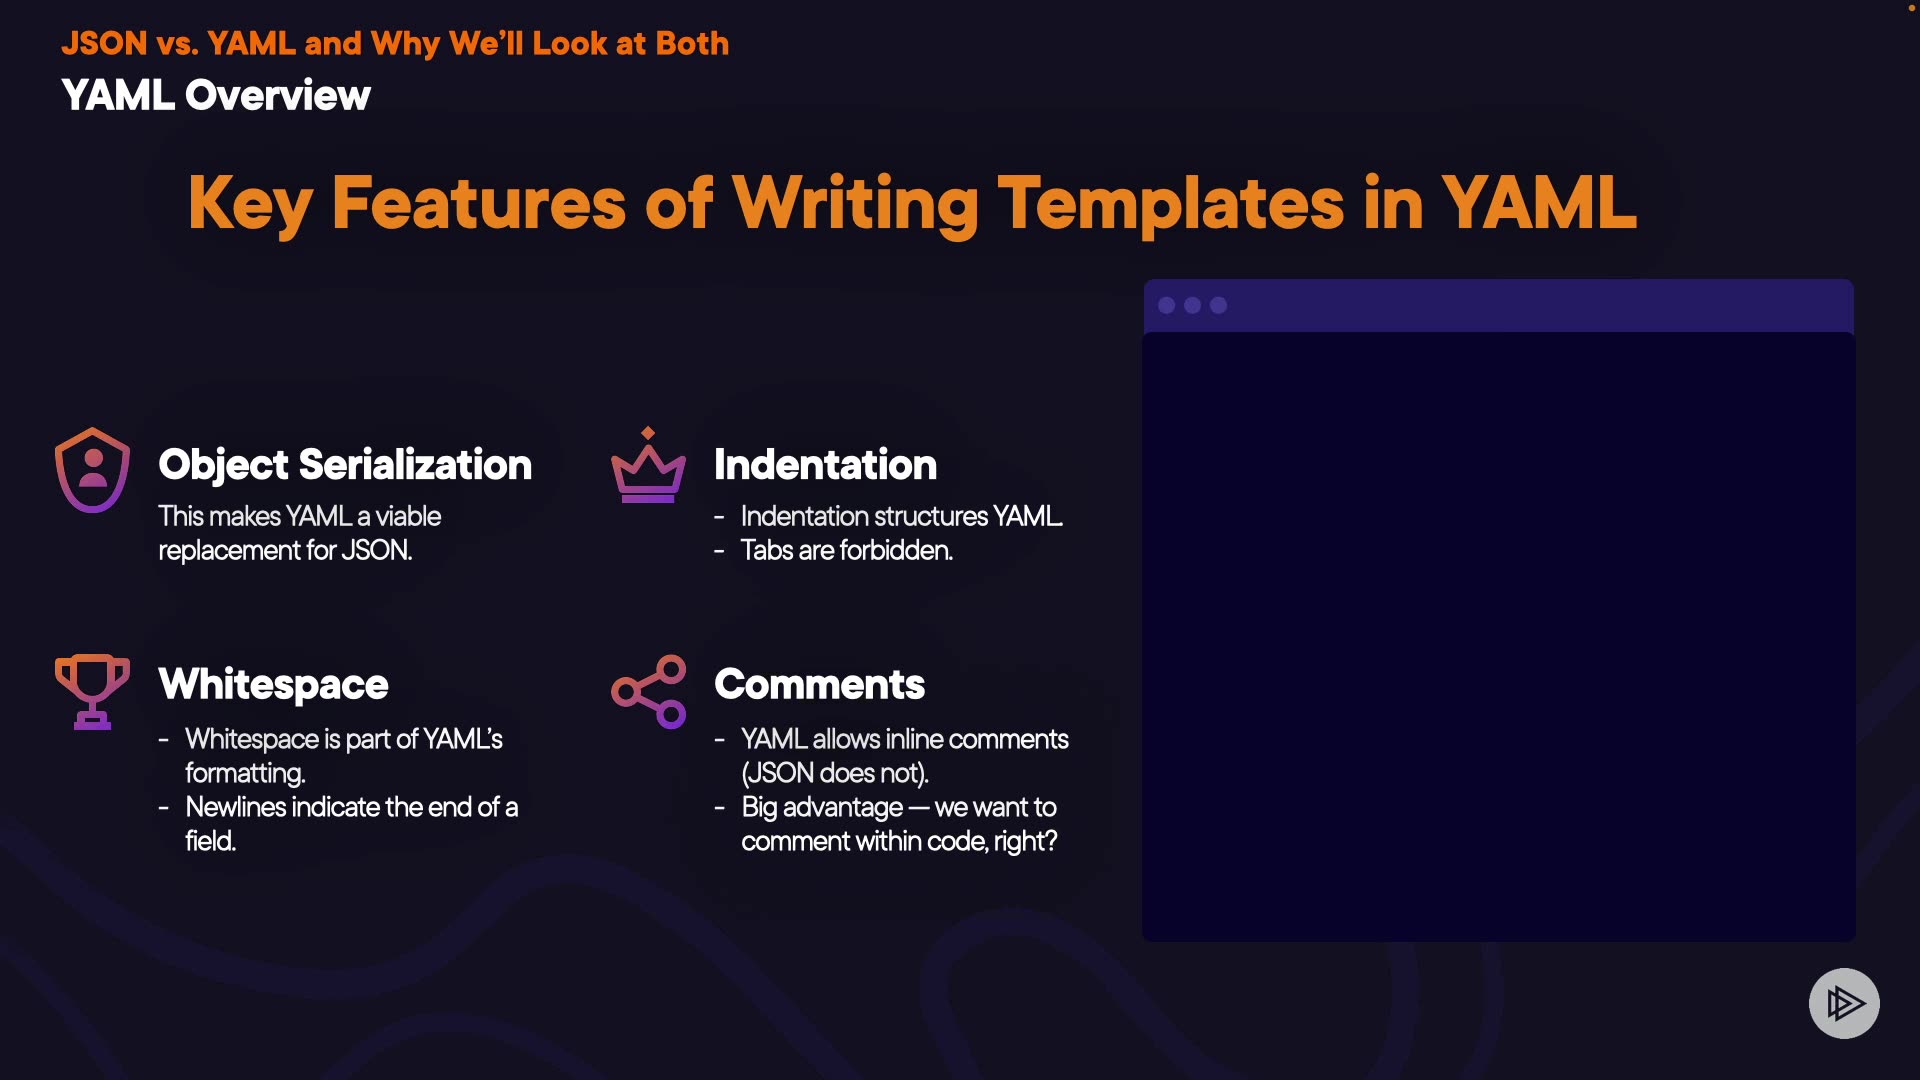 JSON vs. YAML and Why We’ll Look at Both
YAML Overview
Key Features of Writing Templates in YAML
Object Serialization
This makes YAML a viable
replacement for JSON.
Indentation
- Indentation structures YAML.
- Tabs are forbidden.
Whitespace
- Whitespace is part of YAML’s
formatting.
- Newlines indicate the end of a
field.
Comments
- YAML allows inline comments
(JSON does not).
- Big advantage — we want to
comment within code, right?